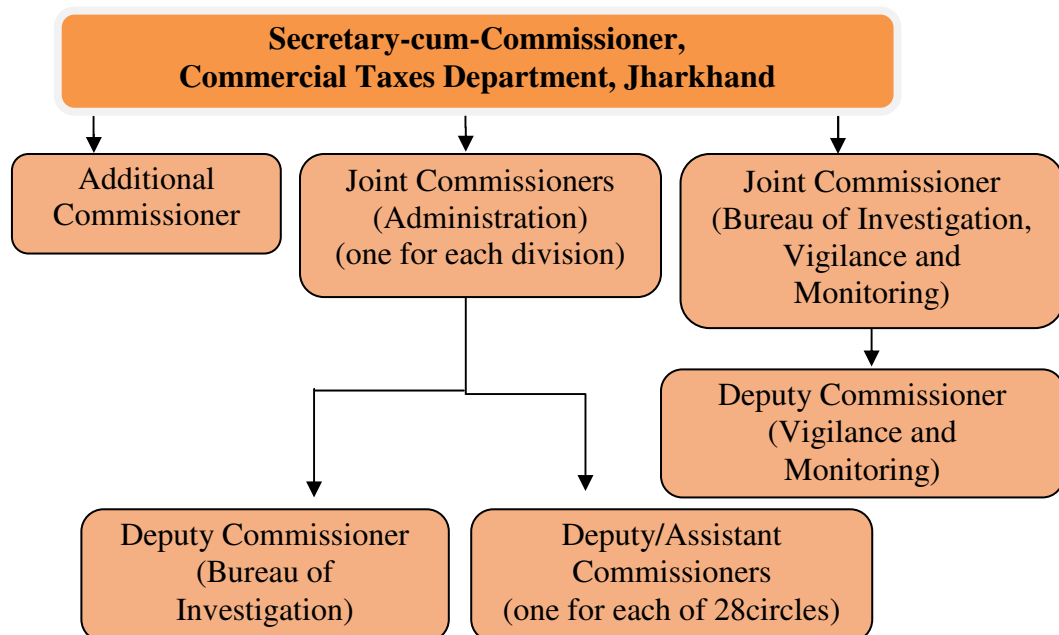 Secretary-cum-Commissioner,
Commercial Taxes Department, Jharkhand
Additional
Commissioner
Joint Commissioners
(Administration)
(one for each division)
Joint Commissioner
(Bureau of Investigation,
Vigilance and
Monitoring)
Deputy Commissioner
(Vigilance and
Monitoring)
Deputy Commissioner
(Bureau of
Investigation)
Deputy/Assistant
Commissioners
(one for each of 28circles)